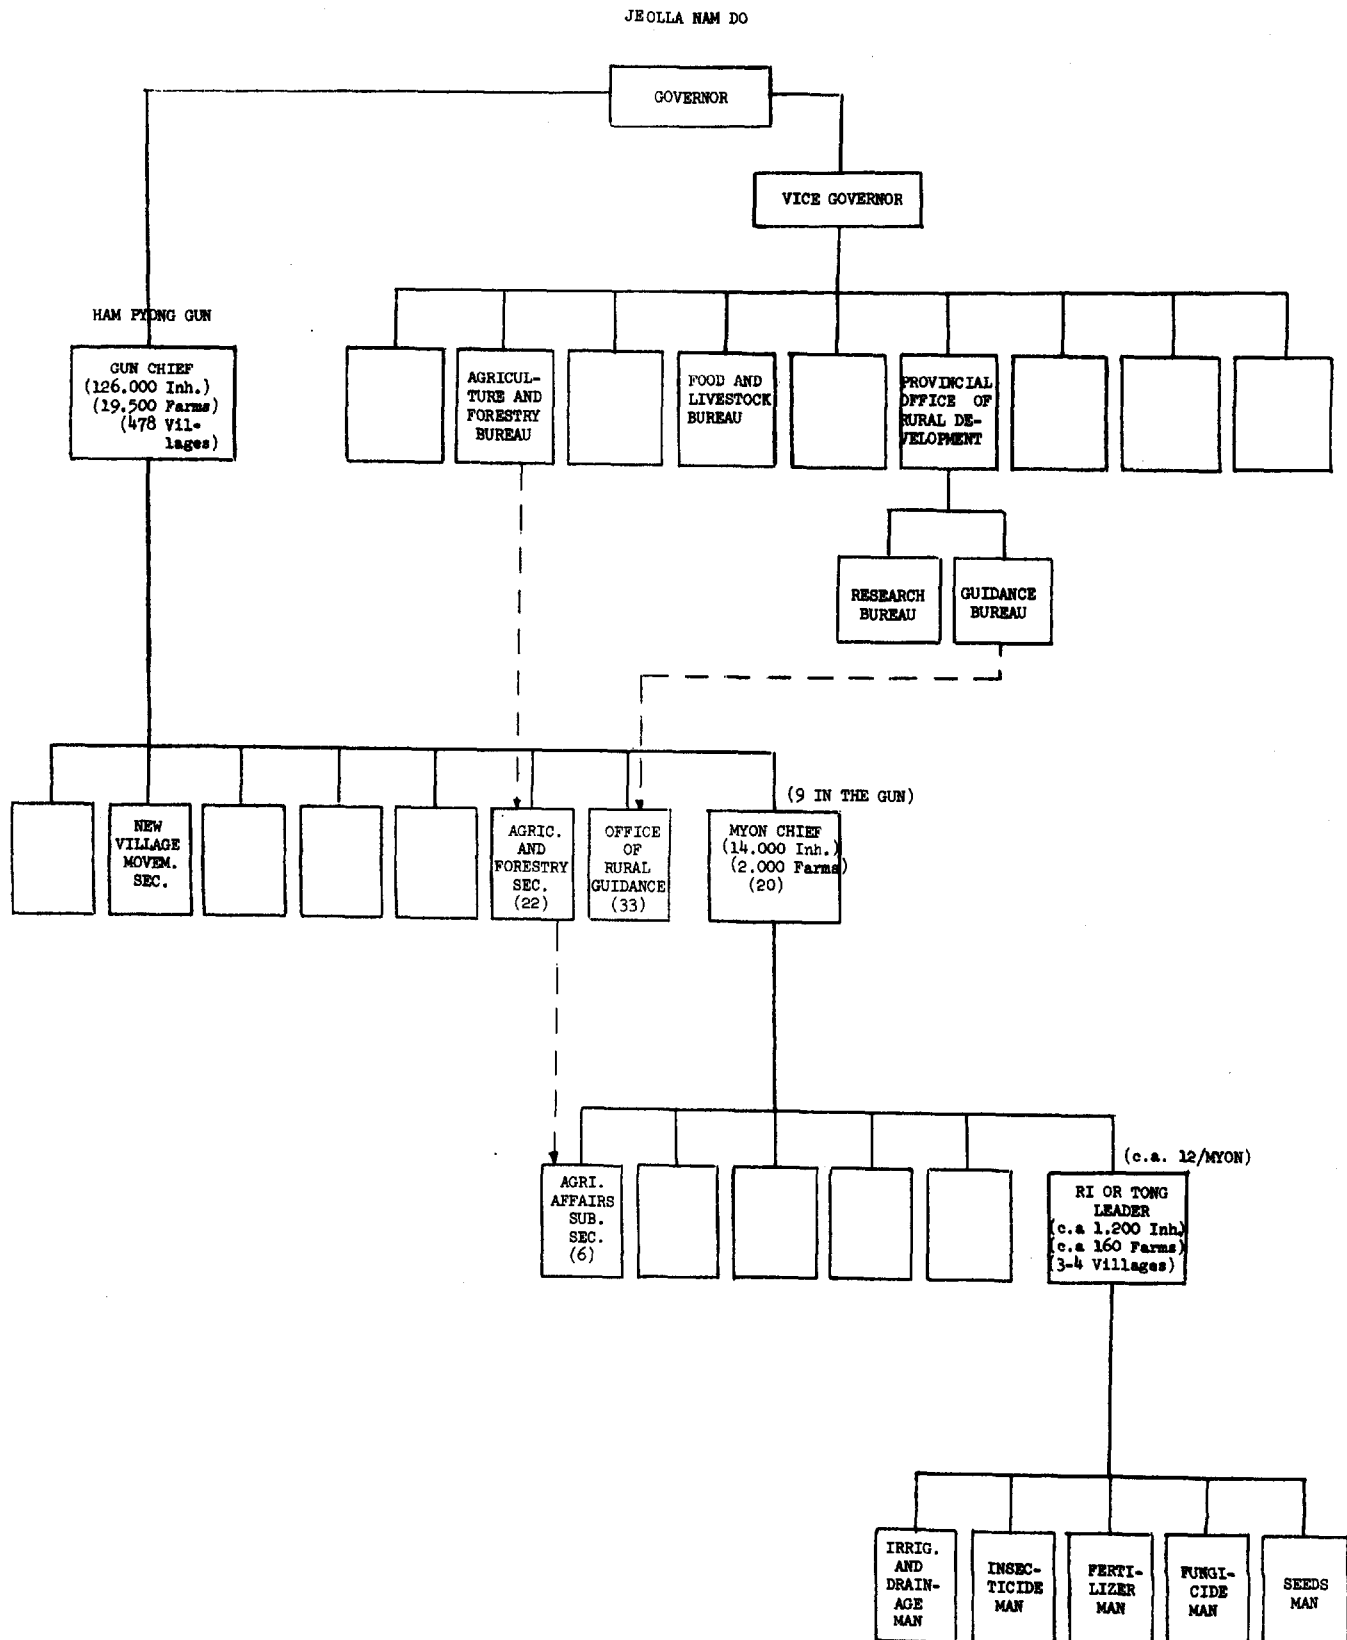 JEOLLA NAM DO
GOVERNOR
VICE GOVERNOR
HAM PYONG GUN
GUN CHIEF
(126.000 Inh.)
(19.500 Farms)
(478 Vil-
lages)
AGRICUL-
TURE AND
FORESTRY
BUREAU
FOOD AND
LIVESTOCK
BUREAU
PROVINCIAL
OFFICE OF
RURAL DE-
VELOPMENT
RESEARCH
BUREAU
GUIDANCE
BUREAU
NEW
VILLAGE
MOVEM.
SEC.
AGRIC.
AND
FORESTRY
SEC.
(22)
OFFICE
OF
RURAL
GUIDANCE
(33)
(9 IN THE GUN)
MYON CHIEF
(14.000 Inh.)
(2.000 Farms)
(20)
AGRI.
AFFAIRS
SUB.
SEC.
(6)
(c.a. 12/MYON)
RI OR TONG
LEADER
(c.a 1.200 Inh.)
(c.a 160 Farms)
(3-4 Villages)
IRRIG.
AND
DRAIN-
AGE
MAN
INSEC-
TICIDE
MAN
FERTI-
LIZER
MAN
FUNGI-
CIDE
MAN
SEEDS
MAN